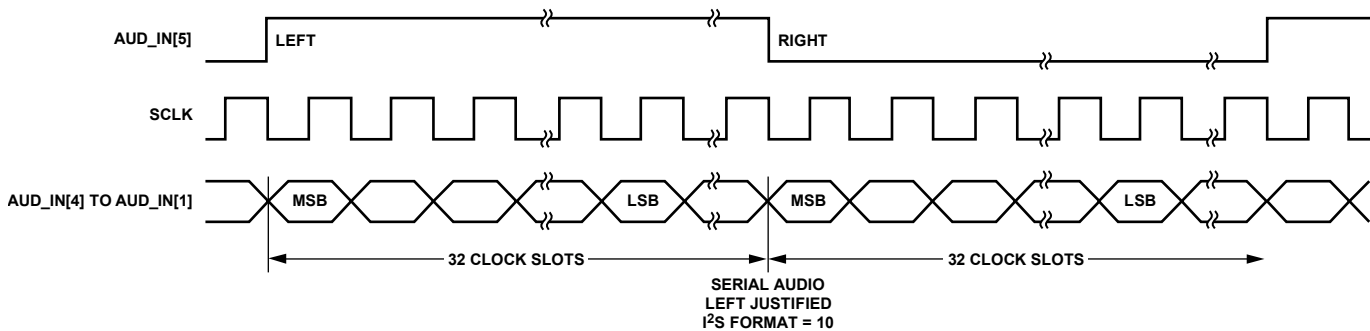 AUD_IN[5]
LEFT
RIGHT
SCLK
AUD_IN[4] TO AUD_IN[1]
MSB
LSB
MSB
LSB
32 CLOCK SLOTS
32 CLOCK SLOTS
SERIAL AUDIO
LEFT JUSTIFIED
I²S FORMAT = 10